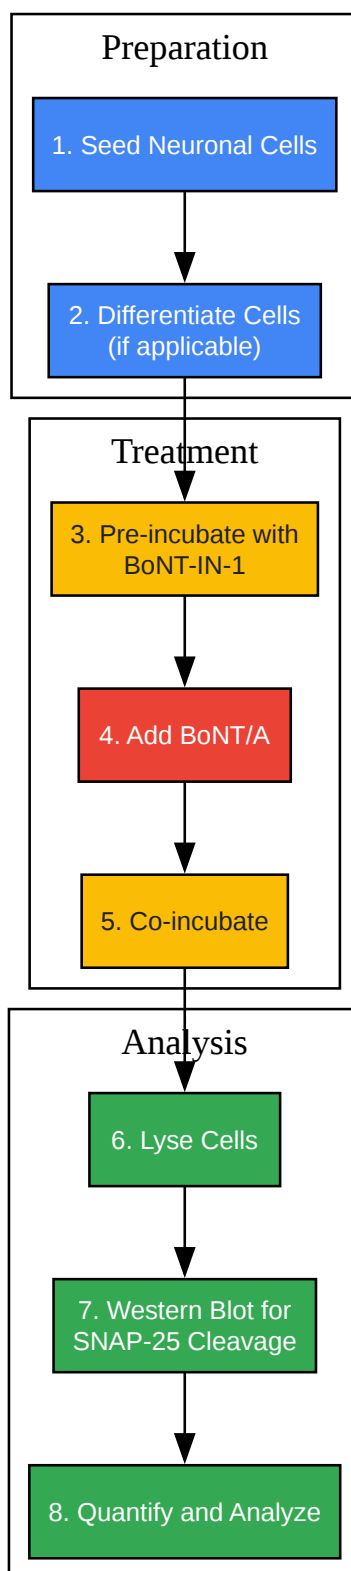 Preparation
1. Seed Neuronal Cells
2. Differentiate Cells
(if applicable)
Treatment
3. Pre-incubate with
BoNT-IN-1
4. Add BoNT/A
5. Co-incubate
Analysis
6. Lyse Cells
7. Western Blot for
SNAP-25 Cleavage
8. Quantify and Analyze